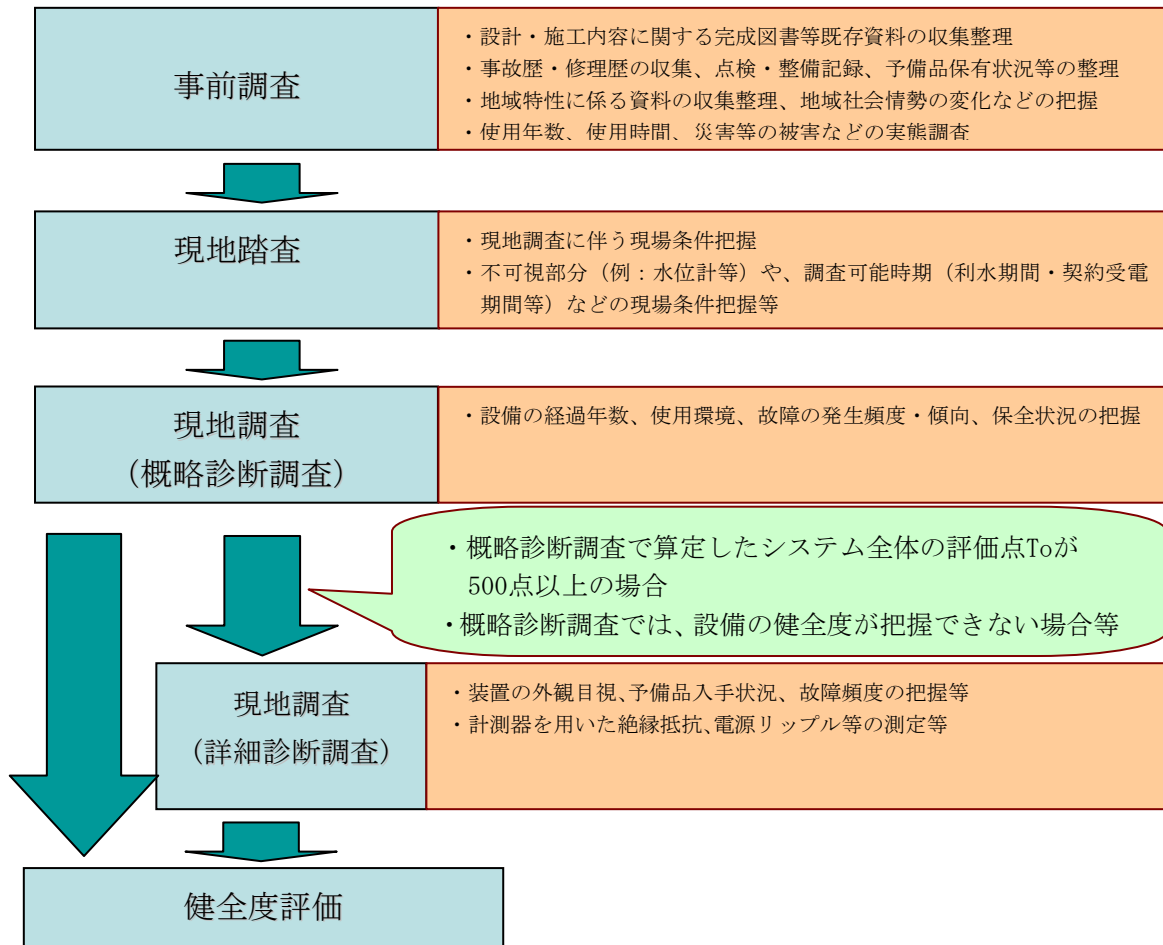 事前調査
・設計・施工内容に関する完成図書等既存資料の収集整理
・事故歴・修理歴の収集、点検・整備記録、予備品保有状況等の整理
・地域特性に係る資料の収集整理、地域社会情勢の変化などの把握
・使用年数、使用時間、災害等の被害などの実態調査
現地踏査
・現地調査に伴う現場条件把握
・不可視部分（例：水位計等）や、調査可能時期（利水期間・契約受電
期間等）などの現場条件把握等
現地調査
（概略診断調査）
・設備の経過年数、使用環境、故障の発生頻度・傾向、保全状況の把握
・概略診断調査で算定したシステム全体の評価点Toが
500点以上の場合
・概略診断調査では、設備の健全度が把握できない場合等
現地調査
（詳細診断調査）
・装置の外観目視、予備品入手状況、故障頻度の把握等
・計測器を用いた絶縁抵抗、電源リップル等の測定等
健全度評価